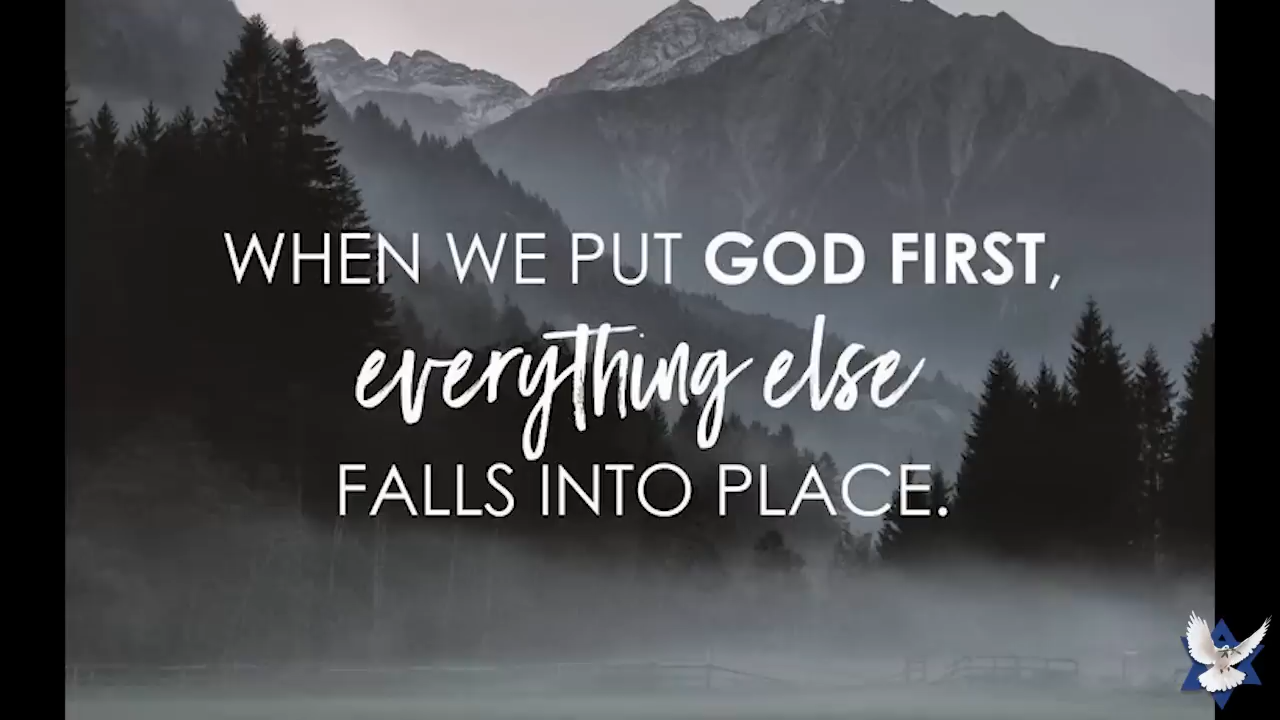 WHEN WE PUT GOD FIRST,
everything else
FALLS INTO PLACE.